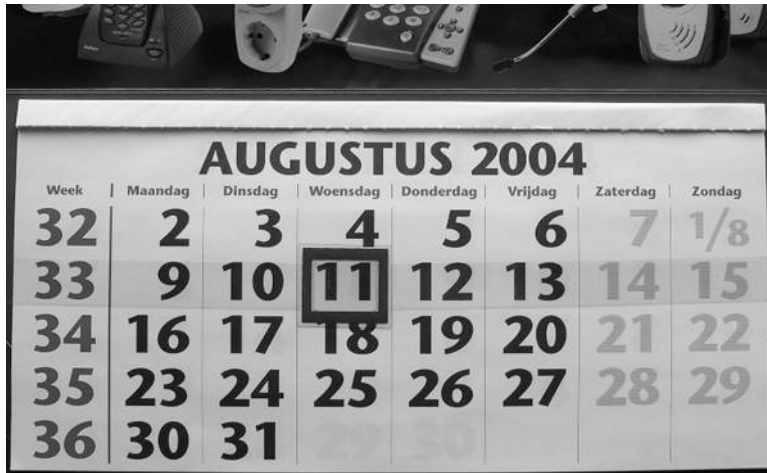 AUGUSTUS 2004
Week Maandag Dinsdag Woensdag Donderdag Vrijdag Zaterdag Zondag
32 2 3 4 5 6 7 1/8
33 9 10 11 12 13 14 15
34 16 17 18 19 20 21 22
35 23 24 25 26 27 28 29
36 30 31